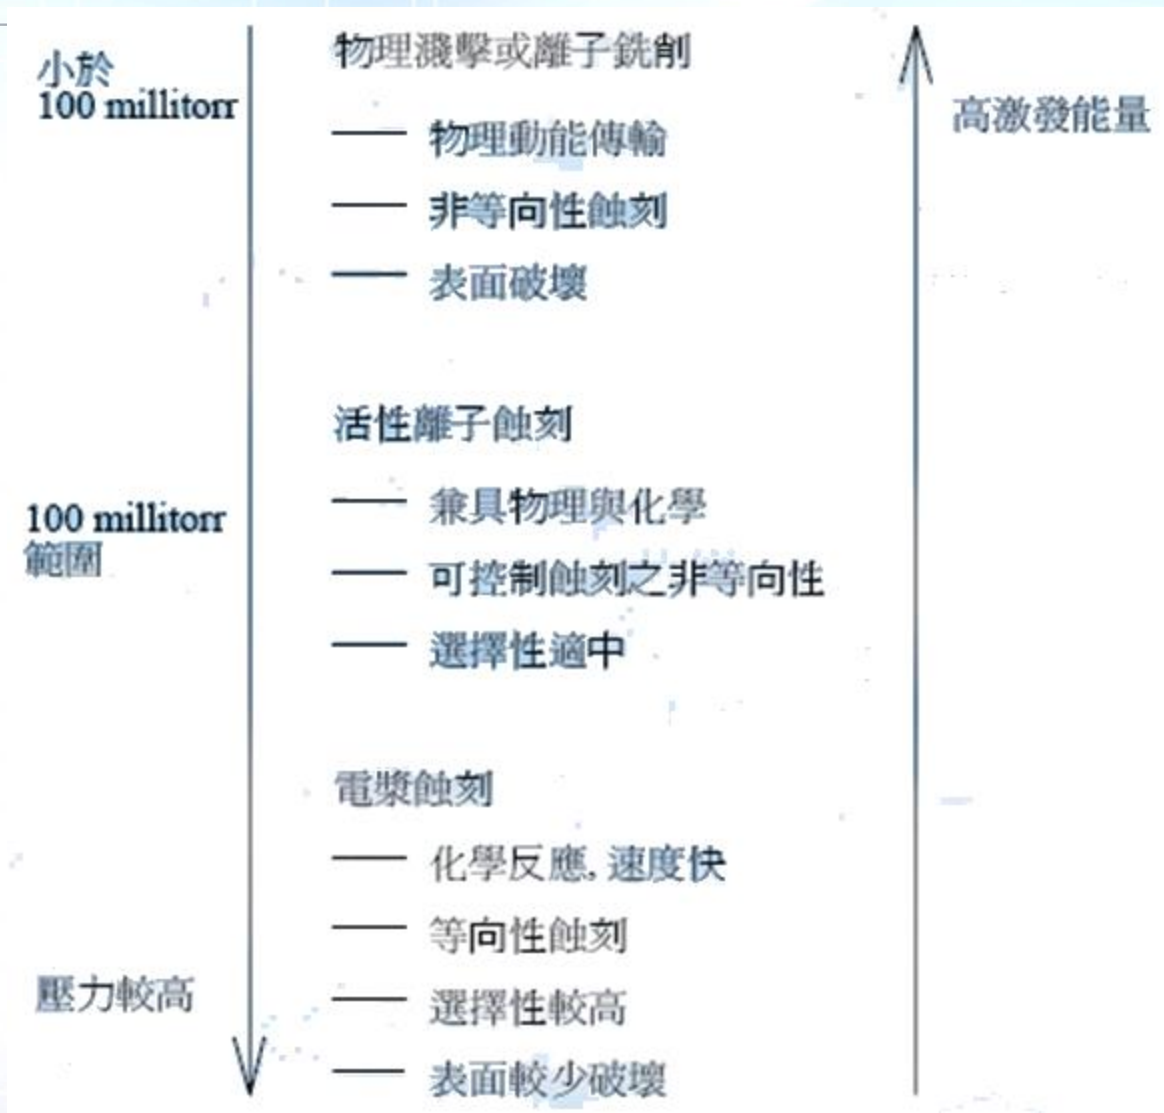 小於
100 millitorr
物理濺擊或離子銑削
物理動能傳輸
非等向性蝕刻
表面破壞
高激發能量
100 millitorr
範圍
活性離子蝕刻
兼具物理與化學
可控制蝕刻之非等向性
選擇性適中
電漿蝕刻
化學反應, 速度快
等向性蝕刻
選擇性較高
表面較少破壞
壓力較高